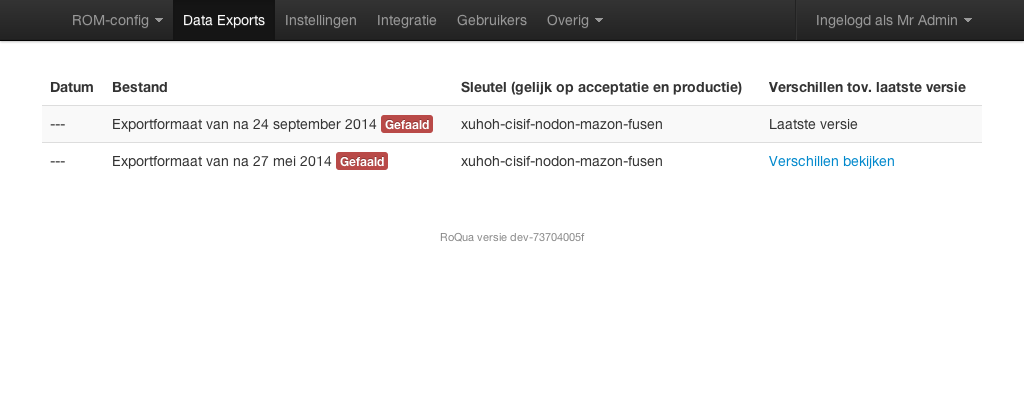 ROM-config Data Exports Instellingen Integratie Gebruikers Overig Ingelogd als Mr Admin
Datum Bestand Sleutel (gelijk op acceptatie en productie) Verschillen tov. laatste versie
--- Exportformaat van na 24 september 2014 Gefaald xuhoh-cisif-nodon-mazon-fusen Laatste versie
--- Exportformaat van na 27 mei 2014 Gefaald xuhoh-cisif-nodon-mazon-fusen Verschillen bekijken
RoQua versie dev-73704005f